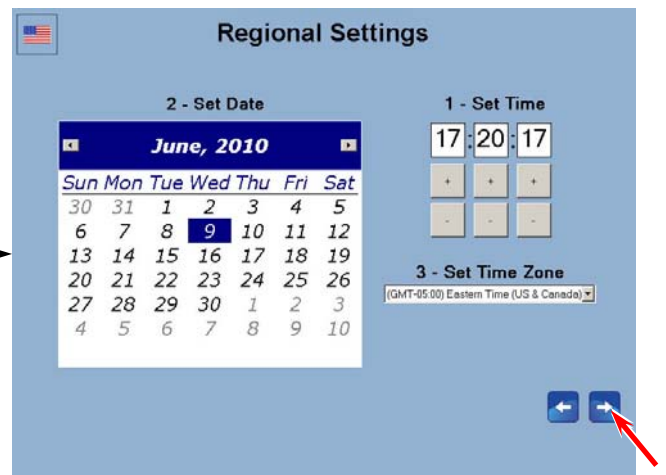 Regional Settings
2 - Set Date
June, 2010
Sun Mon Tue Wed Thu Fri Sat
30 31 1 2 3 4 5
6 7 8 9 10 11 12
13 14 15 16 17 18 19
20 21 22 23 24 25 26
27 28 29 30 1 2 3
4 5 6 7 8 9 10
1 - Set Time
17:20:17
+ + +
- - -
3 - Set Time Zone
(GMT-05:00) Eastern Time (US & Canada)